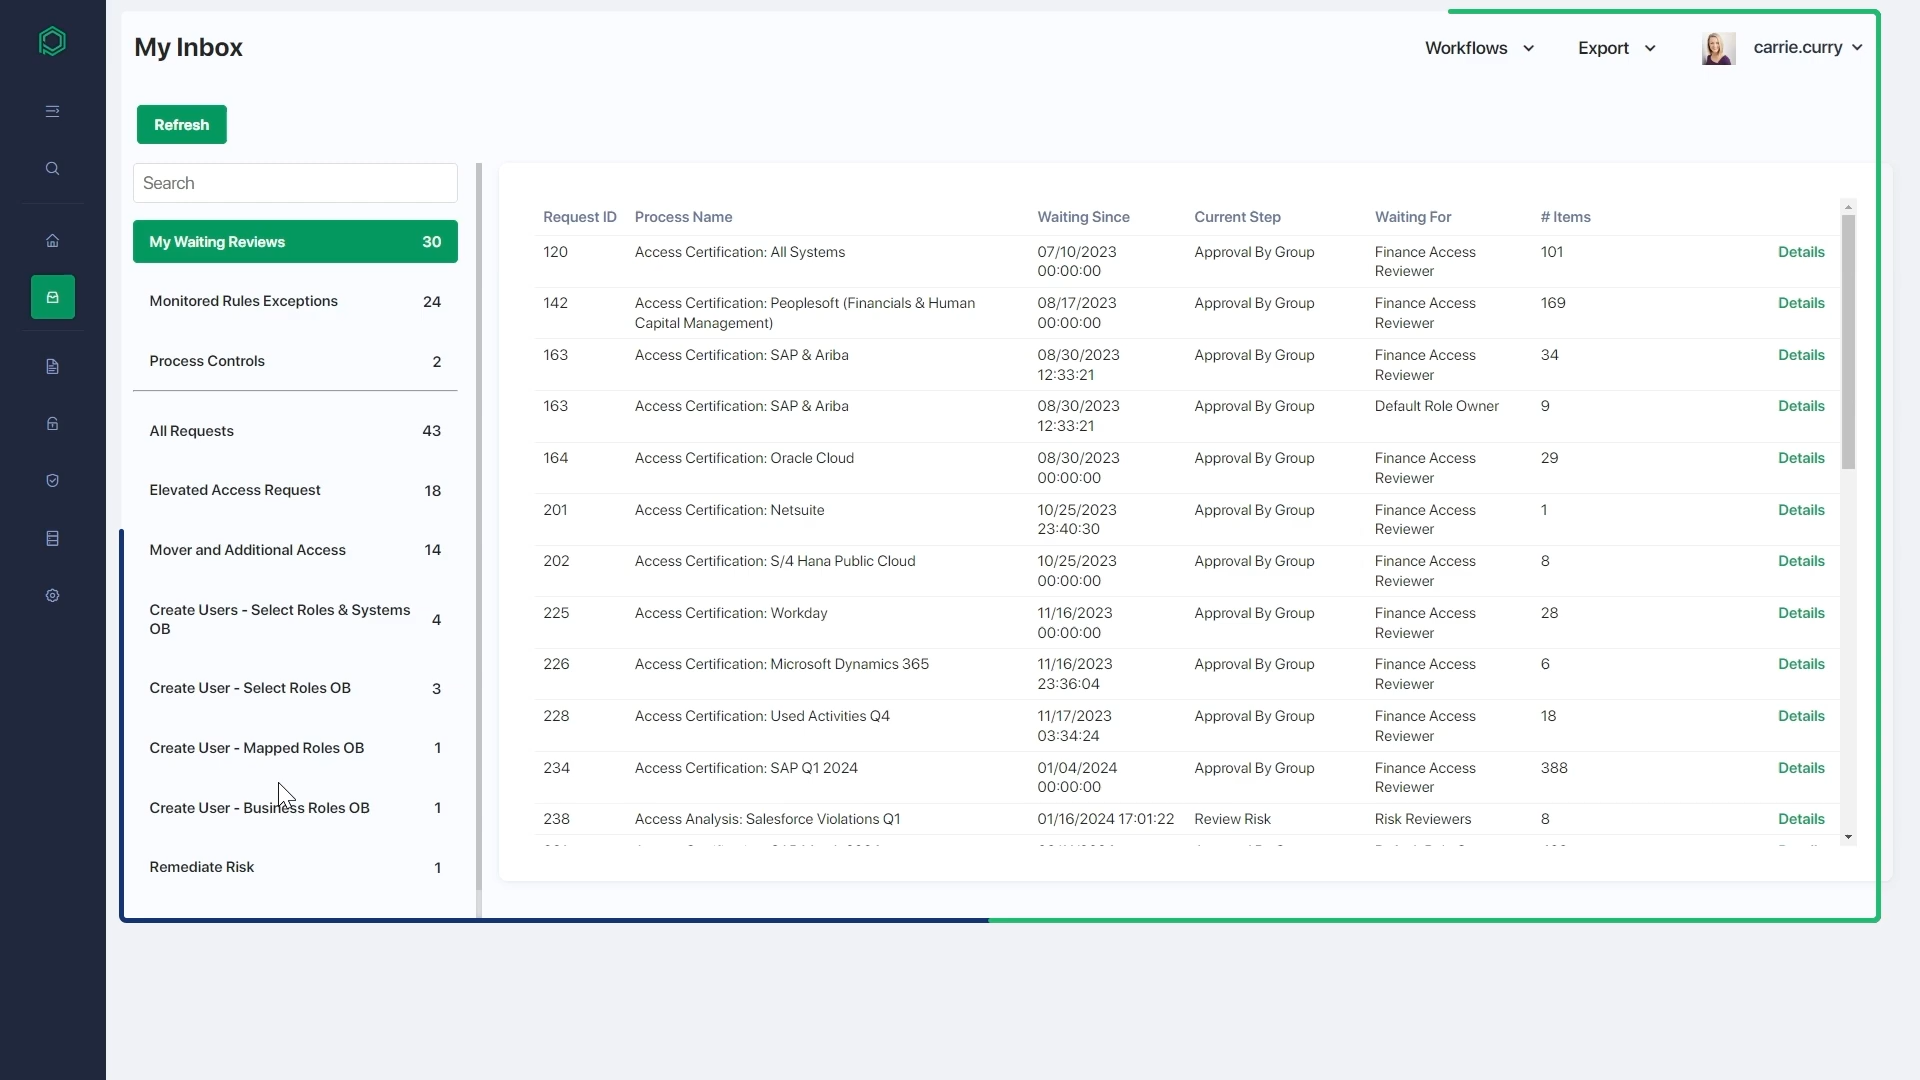 My Inbox
Workflows
Export
carrie.curry
Refresh
Search
My Waiting Reviews 30
Monitored Rules Exceptions 24
Process Controls 2
All Requests 43
Elevated Access Request 18
Mover and Additional Access 14
Create Users - Select Roles & Systems
OB
4
Create User - Select Roles OB 3
Create User - Mapped Roles OB 1
Create User - Business Roles OB 1
Remediate Risk 1
Request ID Process Name Waiting Since Current Step Waiting For # Items
120 Access Certification: All Systems 07/10/2023 Approval By Group Finance Access 101 Details
00:00:00 Reviewer
142 Access Certification: Peoplesoft (Financials & Human 08/17/2023 Approval By Group Finance Access 169 Details
Capital Management) 00:00:00 Reviewer
163 Access Certification: SAP & Ariba 08/30/2023 Approval By Group Finance Access 34 Details
12:33:21 Reviewer
163 Access Certification: SAP & Ariba 08/30/2023 Approval By Group Default Role Owner 9 Details
12:33:21
164 Access Certification: Oracle Cloud 08/30/2023 Approval By Group Finance Access 29 Details
00:00:00 Reviewer
201 Access Certification: Netsuite 10/25/2023 Approval By Group Finance Access 1 Details
23:40:30 Reviewer
202 Access Certification: S/4 Hana Public Cloud 10/25/2023 Approval By Group Finance Access 8 Details
00:00:00 Reviewer
225 Access Certification: Workday 11/16/2023 Approval By Group Finance Access 28 Details
00:00:00 Reviewer
226 Access Certification: Microsoft Dynamics 365 11/16/2023 Approval By Group Finance Access 6 Details
23:36:04 Reviewer
228 Access Certification: Used Activities Q4 11/17/2023 Approval By Group Finance Access 18 Details
03:34:24 Reviewer
234 Access Certification: SAP Q1 2024 01/04/2024 Approval By Group Finance Access 388 Details
00:00:00 Reviewer
238 Access Analysis: Salesforce Violations Q1 01/16/2024 17:01:22 Review Risk Risk Reviewers 8 Details